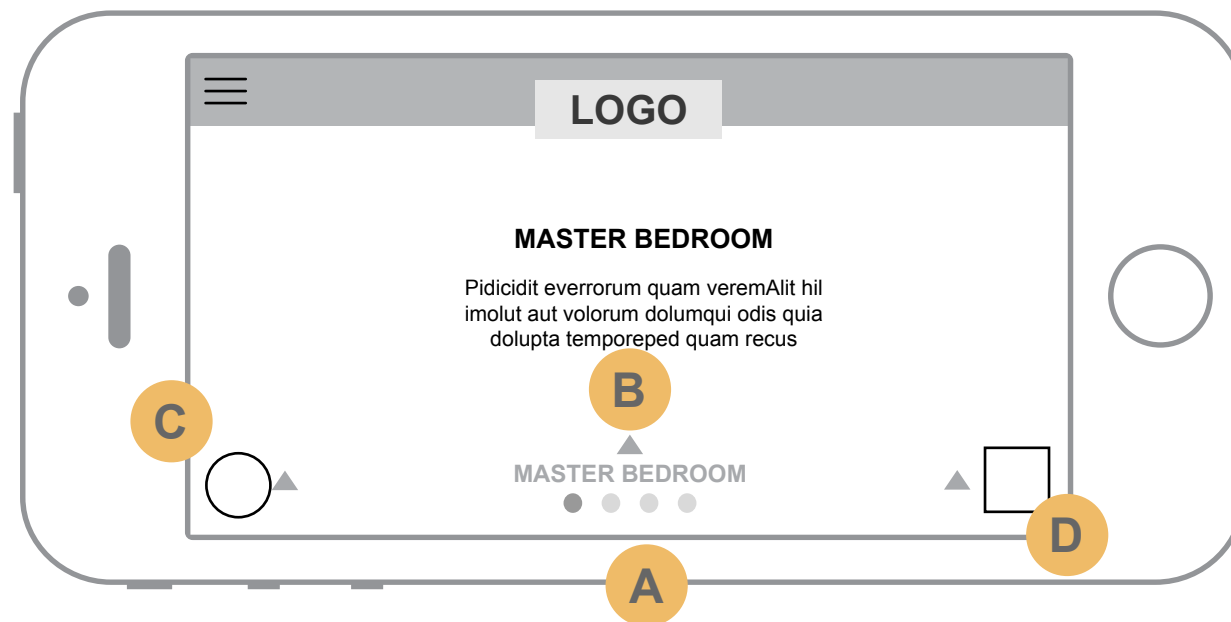 LOGO
MASTER BEDROOM
Pidicidit everrorum quam veremAlit hil
imolut aut volorum dolumqui odis quia
dolupta temporeped quam recus
B
C
MASTER BEDROOM
D
A